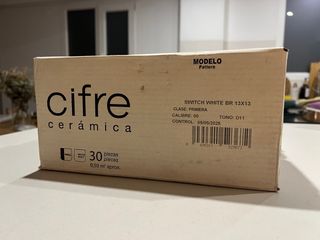 MODELO
Pattern
cifre
cerámica
SWITCH WHITE BR 13X13
CLASE: PRIMERA
CALIBRE: 00 TONO: D11
CONTROL: 05/05/2025
30 piezas
pieces
0,50 m² aprox.